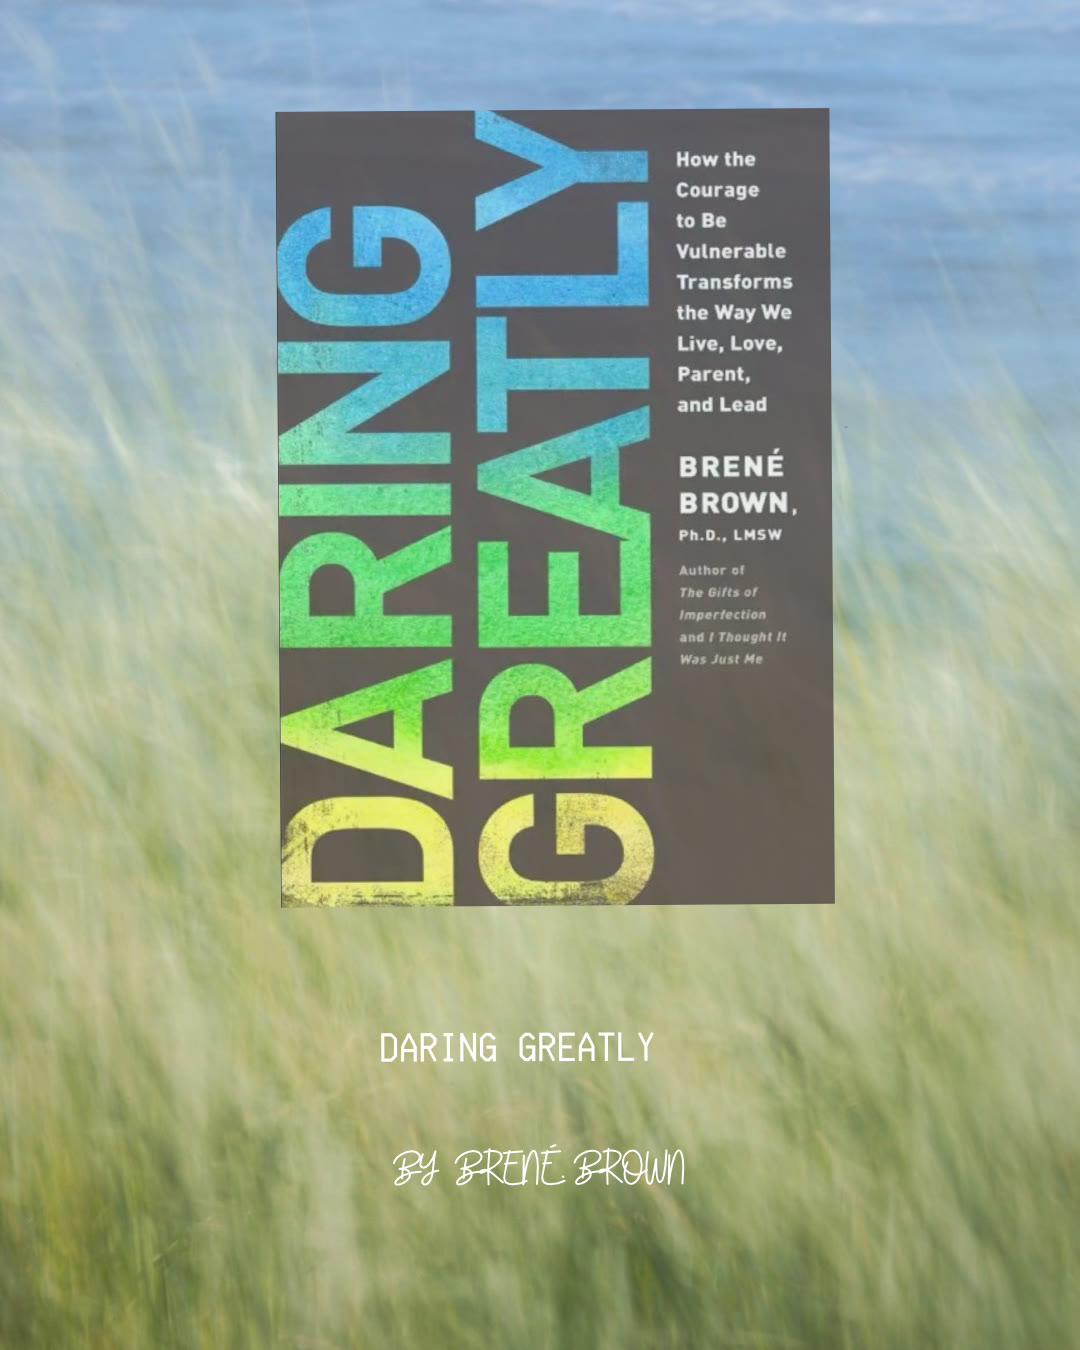 DARING
GREATLY
How the
Courage
to Be
Vulnerable
Transforms
the Way We
Live, Love,
Parent,
and Lead
BRENÉ
BROWN,
Ph.D., LMSW
Author of
The Gifts of
Imperfection
and I Thought It
Was Just Me
DARING GREATLY
BY BRENÉ BROWN